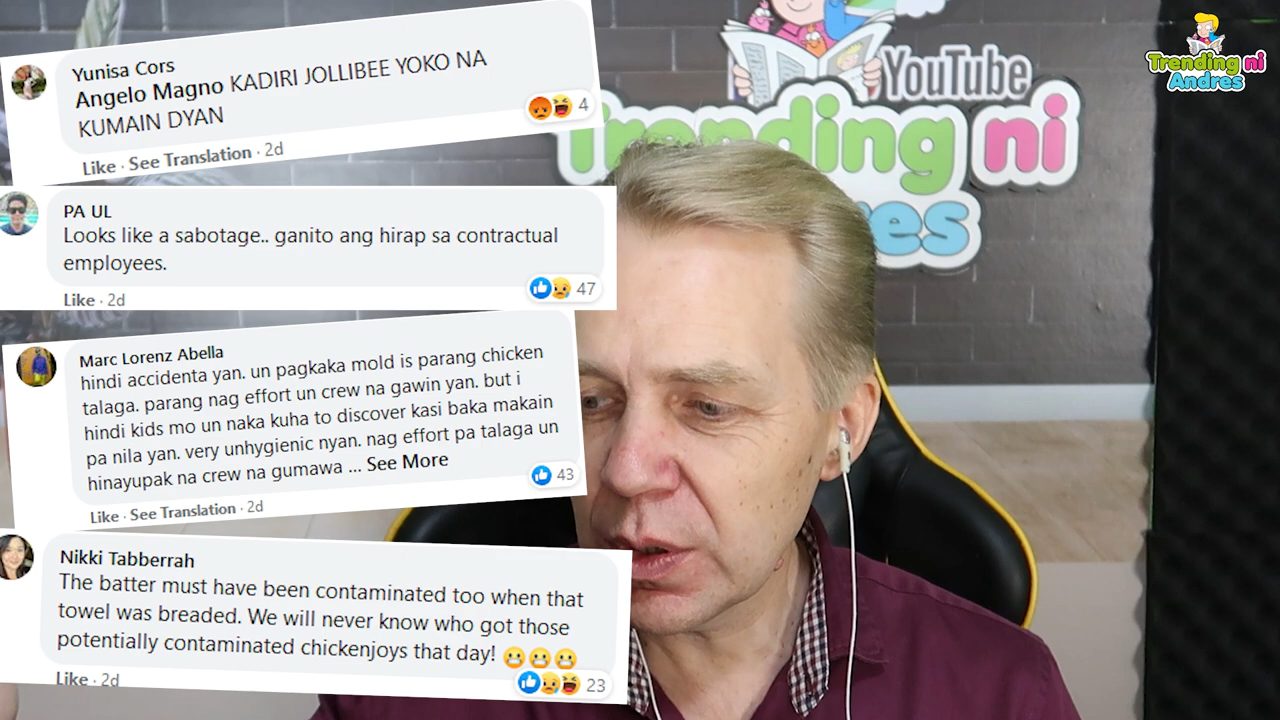 Yunisa Cors
Angelo Magno KADIRI JOLLIBEE YOKO NA
KUMAIN DYAN
4
Like · See Translation · 2d
PA UL
Looks like a sabotage.. ganito ang hirap sa contractual
employees.
47
Like · 2d
Marc Lorenz Abella
hindi accidenta yan. un pagkaka mold is parang chicken
talaga. parang nag effort un crew na gawin yan. but i
hindi kids mo un naka kuha to discover kasi baka makain
pa nila yan. very unhygienic nyan. nag effort pa talaga un
hinayupak na crew na gumawa ... See More
43
Like · See Translation · 2d
Nikki Tabberrah
The batter must have been contaminated too when that
towel was breaded. We will never know who got those
potentially contaminated chickenjoys that day! 😬😬😬
23
Like · 2d
YouTube
Trending ni
res
Trending ni
Andres